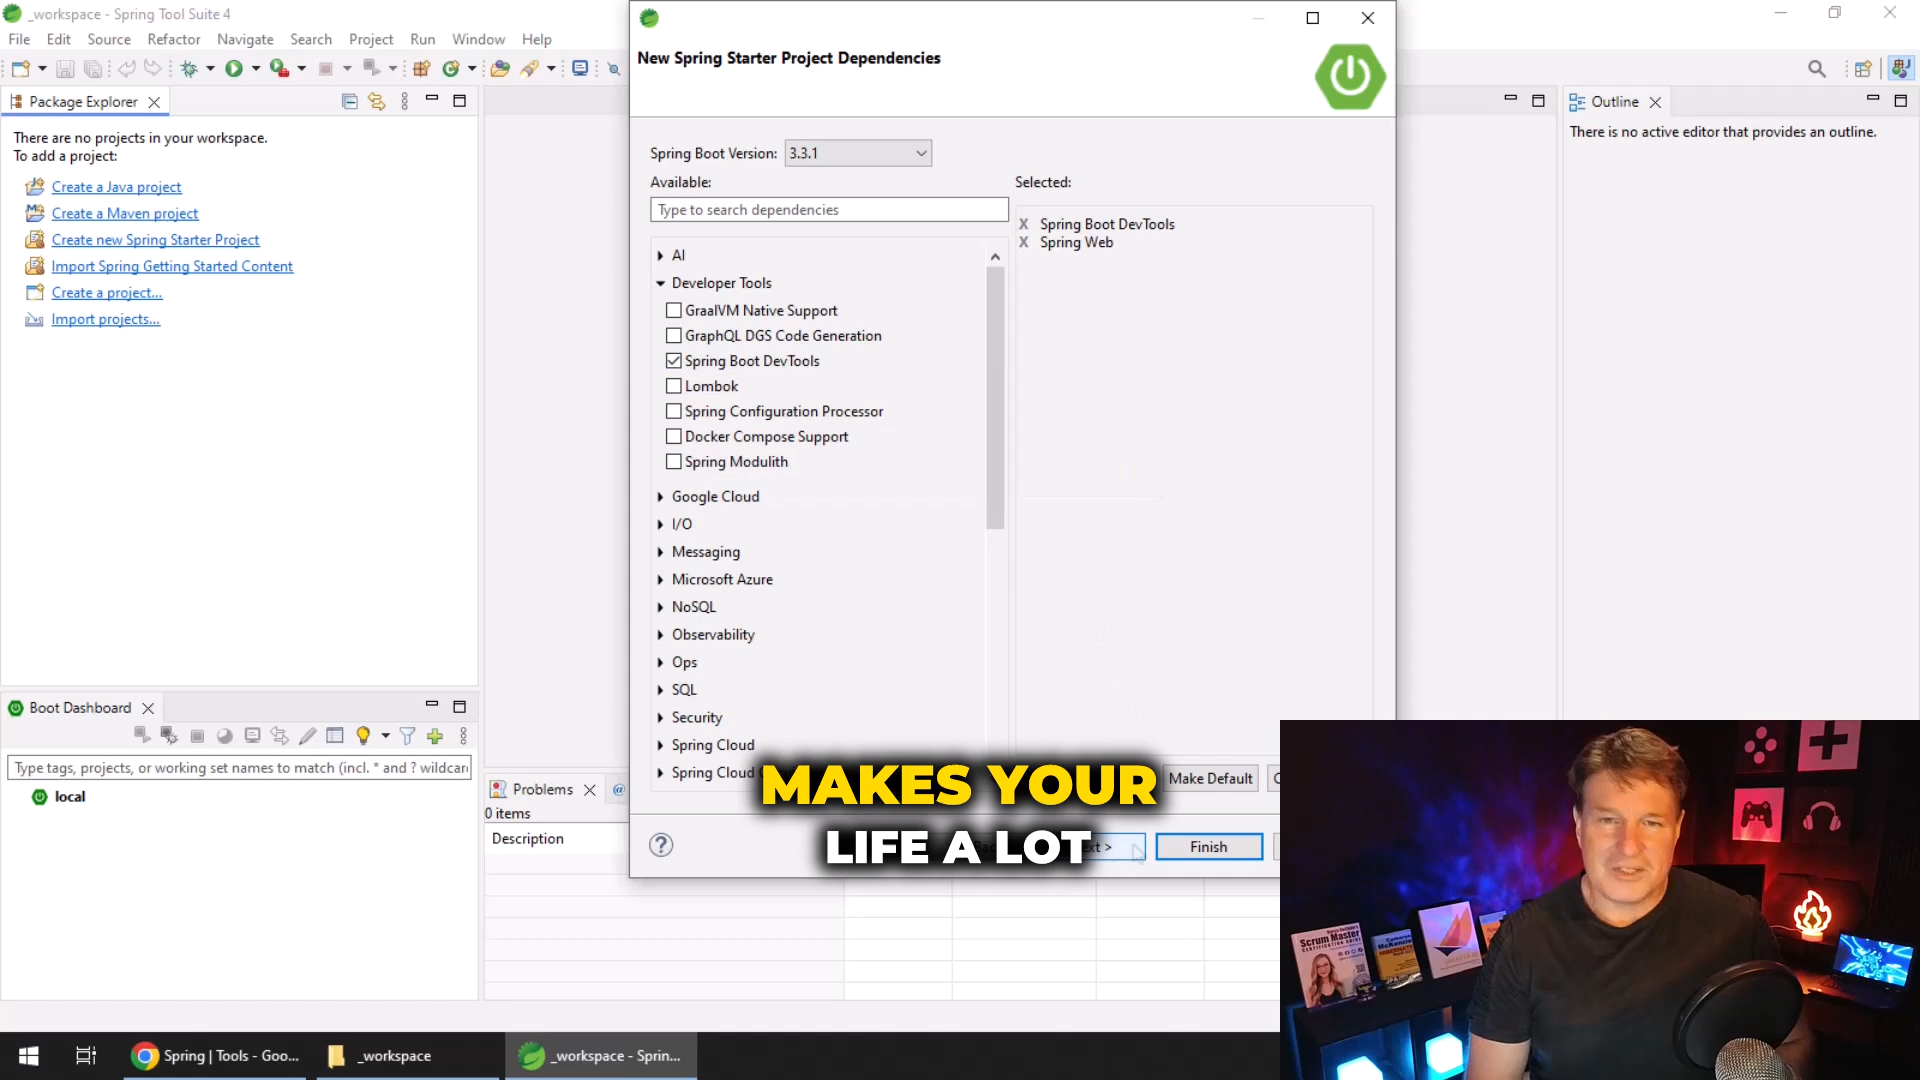 _workspace - Spring Tool Suite 4
File Edit Source Refactor Navigate Search Project Run Window Help
Package Explorer
There are no projects in your workspace.
To add a project:
Create a Java project
Create a Maven project
Create new Spring Starter Project
Import Spring Getting Started Content
Create a project...
Import projects...
Boot Dashboard
Type tags, projects, or working set names to match (incl. * and ? wildcar
local
New Spring Starter Project Dependencies
Spring Boot Version: 3.3.1
Available:
Type to search dependencies
AI
Developer Tools
GraalVM Native Support
GraphQL DGS Code Generation
Spring Boot DevTools
Lombok
Spring Configuration Processor
Docker Compose Support
Spring Modulith
Google Cloud
I/O
Messaging
Microsoft Azure
NoSQL
Observability
Ops
SQL
Security
Spring Cloud
Spring Cloud
Selected:
X Spring Boot DevTools
X Spring Web
Make Default
Finish
Problems
@
0 items
Description
Outline
There is no active editor that provides an outline.
MAKES YOUR
LIFE A LOT
Scrum Master
Spring | Tools - Goo...
_workspace
_workspace - Sprin...